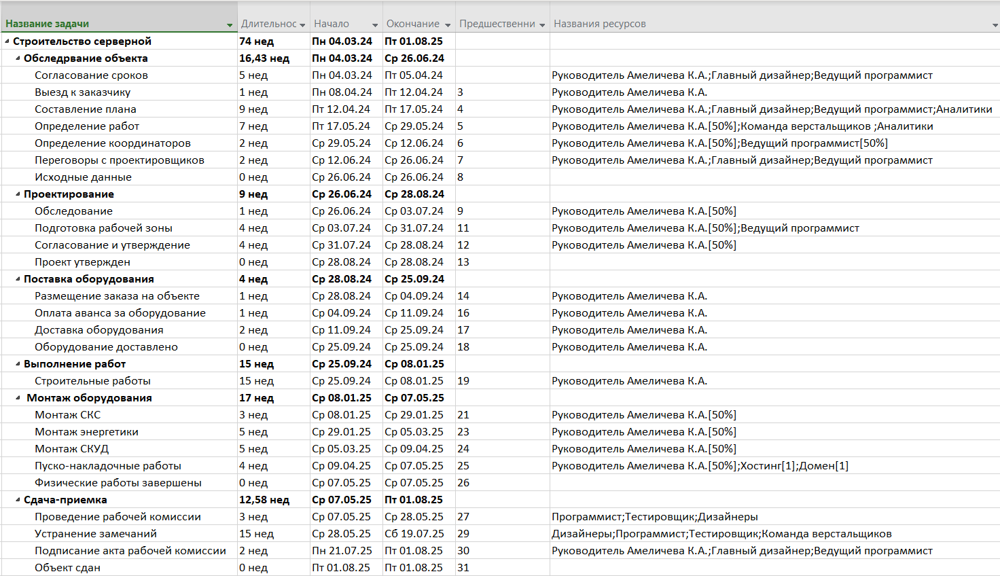 Название задачи Длительнос Начало Окончание Предшественни Названия ресурсов
Строительство серверной 74 нед Пн 04.03.24 Пт 01.08.25
Обследрвание объекта 16,43 нед Пн 04.03.24 Ср 26.06.24
Согласование сроков 5 нед Пн 04.03.24 Пт 05.04.24 Руководитель Амеличева К.А.;Главный дизайнер;Ведущий программист
Выезд к заказчику 1 нед Пн 08.04.24 Пт 12.04.24 3 Руководитель Амеличева К.А.
Составление плана 9 нед Пт 12.04.24 Пт 17.05.24 4 Руководитель Амеличева К.А.;Главный дизайнер;Ведущий программист;Аналитики
Определение работ 7 нед Пт 17.05.24 Ср 29.05.24 5 Руководитель Амеличева К.А.[50%];Команда верстальщиков ;Аналитики
Определение координаторов 2 нед Ср 29.05.24 Ср 12.06.24 6 Руководитель Амеличева К.А.[50%];Ведущий программист[50%]
Переговоры с проектировщиков 2 нед Ср 12.06.24 Ср 26.06.24 7 Руководитель Амеличева К.А.;Главный дизайнер;Ведущий программист
Исходные данные 0 нед Ср 26.06.24 Ср 26.06.24 8
Проектирование 9 нед Ср 26.06.24 Ср 28.08.24
Обследование 1 нед Ср 26.06.24 Ср 03.07.24 9 Руководитель Амеличева К.А.[50%]
Подготовка рабочей зоны 4 нед Ср 03.07.24 Ср 31.07.24 11 Руководитель Амеличева К.А.[50%];Ведущий программист
Согласование и утверждение 4 нед Ср 31.07.24 Ср 28.08.24 12 Руководитель Амеличева К.А.[50%]
Проект утвержден 0 нед Ср 28.08.24 Ср 28.08.24 13
Поставка оборудования 4 нед Ср 28.08.24 Ср 25.09.24
Размещение заказа на объекте 1 нед Ср 28.08.24 Ср 04.09.24 14 Руководитель Амеличева К.А.
Оплата аванса за оборудование 1 нед Ср 04.09.24 Ср 11.09.24 16 Руководитель Амеличева К.А.
Доставка оборудования 2 нед Ср 11.09.24 Ср 25.09.24 17 Руководитель Амеличева К.А.
Оборудование доставлено 0 нед Ср 25.09.24 Ср 25.09.24 18 Руководитель Амеличева К.А.
Выполнение работ 15 нед Ср 25.09.24 Ср 08.01.25
Строительные работы 15 нед Ср 25.09.24 Ср 08.01.25 19 Руководитель Амеличева К.А.
Монтаж оборудования 17 нед Ср 08.01.25 Ср 07.05.25
Монтаж СКС 3 нед Ср 08.01.25 Ср 29.01.25 21 Руководитель Амеличева К.А.[50%]
Монтаж энергетики 5 нед Ср 29.01.25 Ср 05.03.25 23 Руководитель Амеличева К.А.[50%]
Монтаж СКУД 5 нед Ср 05.03.25 Ср 09.04.25 24 Руководитель Амеличева К.А.[50%]
Пуско-накладочные работы 4 нед Ср 09.04.25 Ср 07.05.25 25 Руководитель Амеличева К.А.[50%];Хостинг[1];Домен[1]
Физические работы завершены 0 нед Ср 07.05.25 Ср 07.05.25 26
Сдача-приемка 12,58 нед Ср 07.05.25 Пт 01.08.25
Проведение рабочей комиссии 3 нед Ср 07.05.25 Ср 28.05.25 27 Программист;Тестировщик;Дизайнеры
Устранение замечаний 15 нед Ср 28.05.25 Сб 19.07.25 29 Дизайнеры;Программист;Тестировщик;Команда верстальщиков
Подписание акта рабочей комиссии 2 нед Пн 21.07.25 Пт 01.08.25 30 Руководитель Амеличева К.А.;Главный дизайнер;Ведущий программист
Объект сдан 0 нед Пт 01.08.25 Пт 01.08.25 31